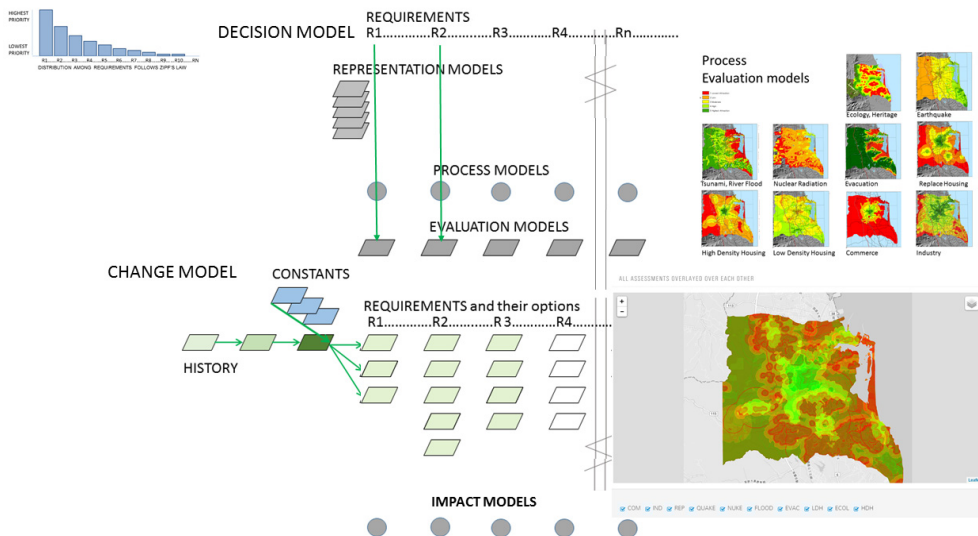 HIGHEST
PRIORITY
LOWEST
PRIORITY
R1....R2....R3....R4....R5....R6....R7....R8....R9....R10....RN
DISTRIBUTION AMONG REQUIREMENTS FOLLOWS ZIPF'S LAW
REQUIREMENTS
DECISION MODEL R1............R2............R3............R4............Rn............
REPRESENTATION MODELS
PROCESS MODELS
EVALUATION MODELS
CHANGE MODEL
CONSTANTS
REQUIREMENTS and their options
R1............R2............R 3............R4............
HISTORY
IMPACT MODELS
Process
Evaluation models
Ecology, Heritage
Earthquake
Tsunami, River Flood
Nuclear Radiation
Evacuation
Replace Housing
High Density Housing
Low Density Housing
Commerce
Industry
ALL ASSESSMENTS OVERLAYED OVER EACH OTHER
+
−
COM IND REP QUAKE NUKE FLOOD EVAC LDH ECOL HDH